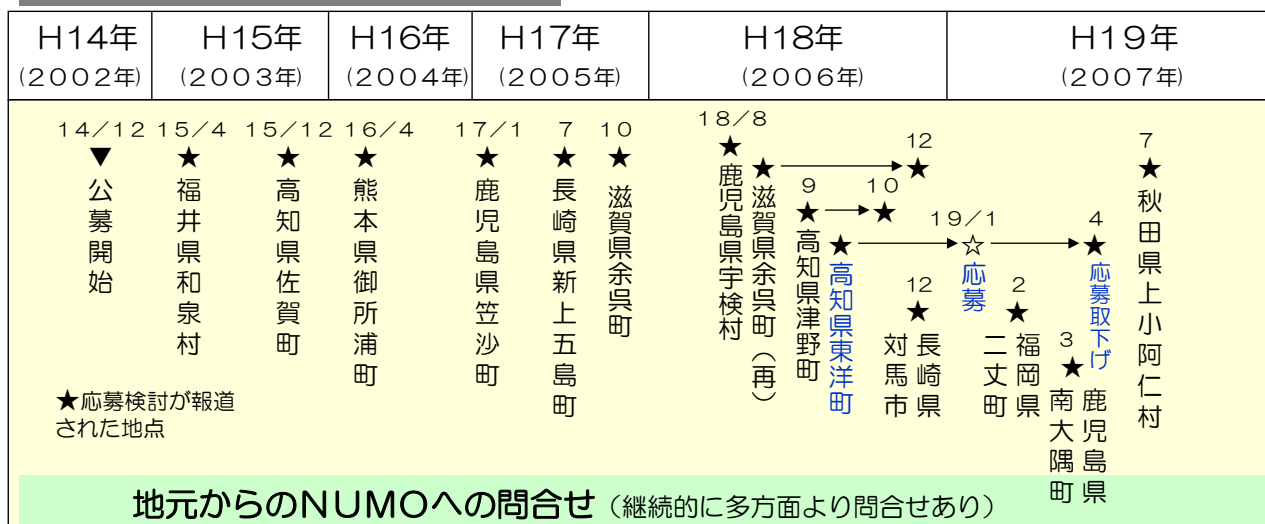 H14年
(2002年)
H15年
(2003年)
H16年
(2004年)
H17年
(2005年)
H18年
(2006年)
H19年
(2007年)
14/12
▼
公募開始
15/4
★
福井県和泉村
15/12
★
高知県佐賀町
16/4
★
熊本県御所浦町
17/1
★
鹿児島県笠沙町
7
★
長崎県新上五島町
10
★
滋賀県余呉町
18/8
★
鹿児島県宇検村
★
滋賀県余呉町(再)
12
★
9
★
高知県津野町
10
★
★
高知県東洋町
19/1
☆
応募
4
★
応募取下げ
12
★
長崎県
対馬市
2
★
福岡県
二丈町
3
★
鹿児島県
南大隅町
7
★
秋田県上小阿仁村
★応募検討が報道
された地点
地元からのNUMOへの問合せ(継続的に多方面より問合せあり)